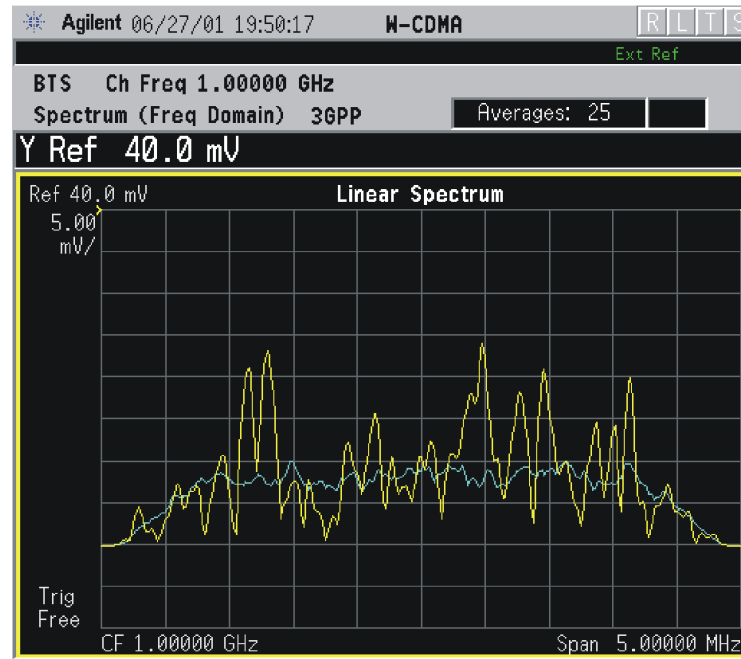 Agilent 06/27/01 19:50:17 W-CDMA R L T S
Ext Ref
BTS Ch Freq 1.00000 GHz
Spectrum (Freq Domain) 3GPP Averages: 25
Y Ref 40.0 mV
Ref 40.0 mV Linear Spectrum
5.00
mV/
Trig
Free
CF 1.00000 GHz Span 5.00000 MHz